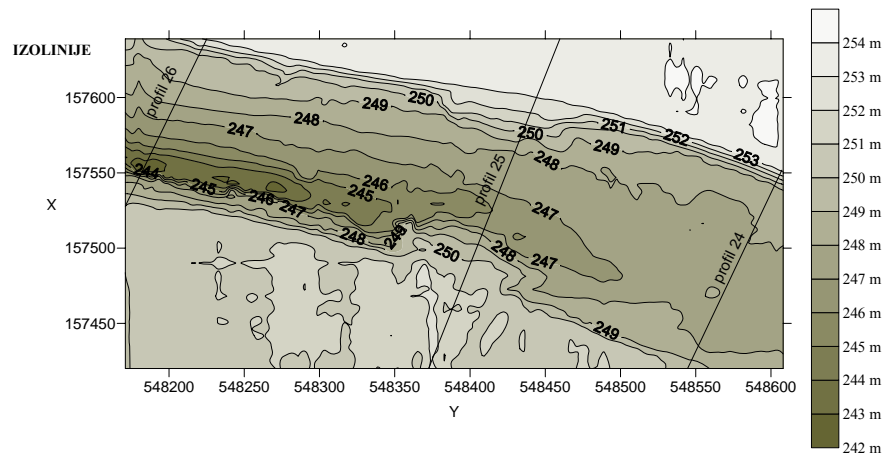 IZOLINIJE
157600
157550
157500
157450
X
548200 548250 548300 548350 548400 548450 548500 548550 548600
Y
profil 26
profil 25
profil 24
250
249
248
247
246
245
244
245
246
247
248
249
250
250
251
252
253
249
248
247
247
248
249
254 m
253 m
252 m
251 m
250 m
249 m
248 m
247 m
246 m
245 m
244 m
243 m
242 m